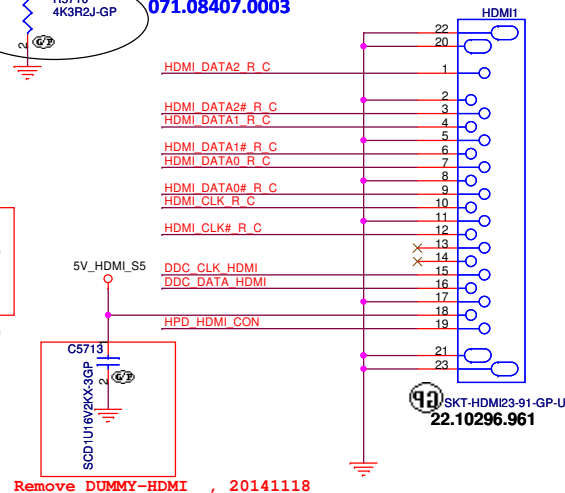 4K3R2J-GP
071.08407.0003
2
G/P
HDMI1
22
20
HDMI_DATA2_R_C
1
2
HDMI_DATA2#_R_C
3
HDMI_DATA1_R_C
4
5
HDMI_DATA1#_R_C
6
HDMI_DATA0_R_C
7
8
HDMI_DATA0#_R_C
9
HDMI_CLK_R_C
10
11
HDMI_CLK#_R_C
12
13
14
5V_HDMI_S5
DDC_CLK_HDMI
15
DDC_DATA_HDMI
16
17
18
HPD_HDMI_CON
19
C5713
1
2
G/P
SCD1U16V2KX-3GP
21
23
SKT-HDMI23-91-GP-U
22.10296.961
Remove DUMMY-HDMI , 20141118